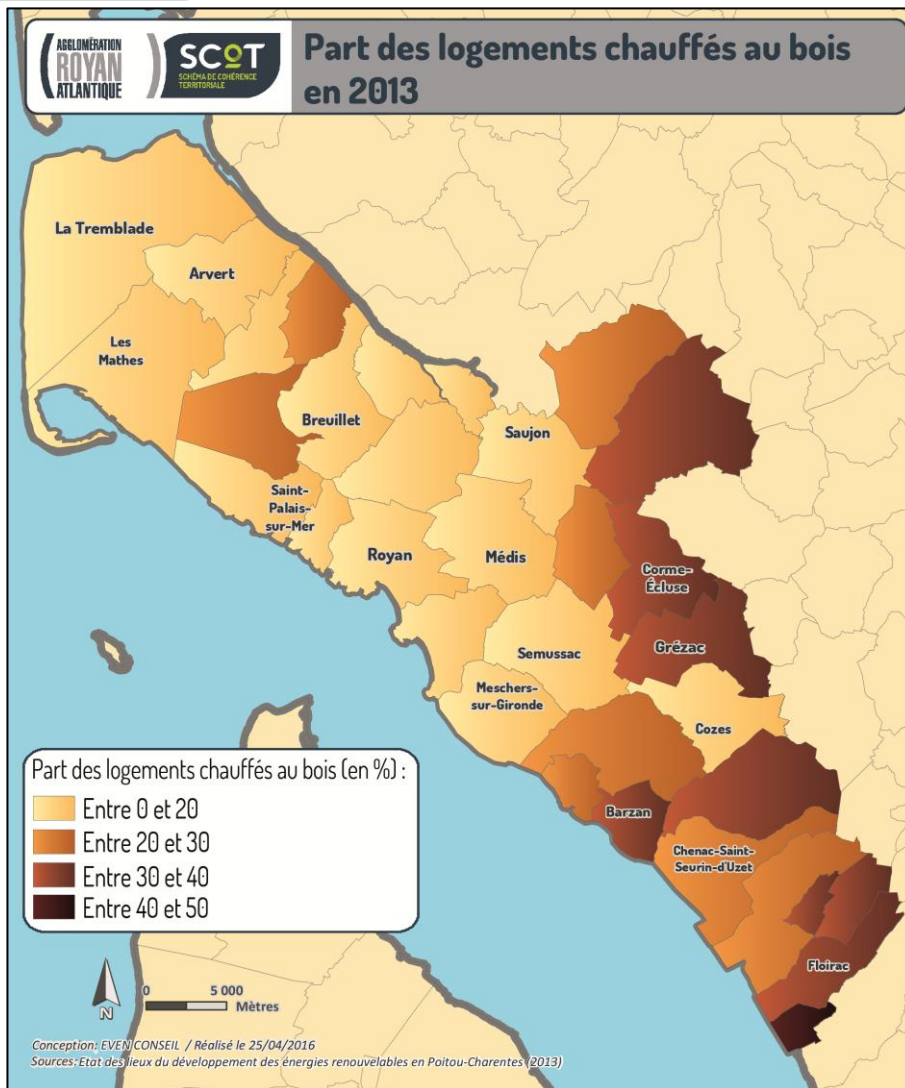 AGGLOMÉRATION
ROYAN
ATLANTIQUE
SCOT
SCHÉMA DE COHÉRENCE
TERRITORIALE
Part des logements chauffés au bois
en 2013
La Tremblade
Arvert
Les
Mathes
Breuillet
Saujon
Saint-
Palais-
sur-Mer
Royan
Médis
Corme-
Écluse
Grézac
Semussac
Meschers-
sur-Gironde
Cozes
Barzan
Chenac-Saint-
Seurin-d'Uzet
Floirac
Part des logements chauffés au bois (en %) :
Entre 0 et 20
Entre 20 et 30
Entre 30 et 40
Entre 40 et 50
N
0 5 000
Mètres
Conception: EVEN CONSEIL / Réalisé le 25/04/2016
Sources: Etat des lieux du développement des énergies renouvelables en Poitou-Charentes (2013)